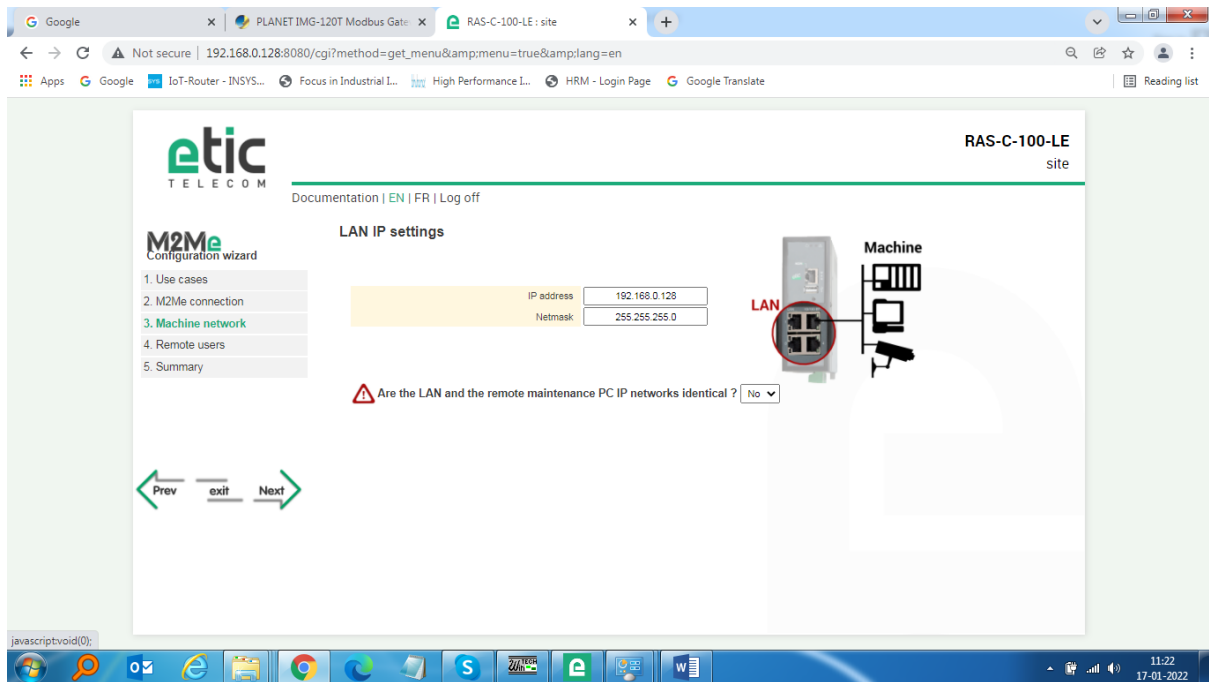 Google
PLANET IMG-120T Modbus Gate
RAS-C-100-LE : site
Not secure | 192.168.0.128:8080/cgi?method=get_menu&amp;menu=true&amp;lang=en
Apps
Google
IoT-Router - INSYS...
Focus in Industrial I...
High Performance I...
HRM - Login Page
Google Translate
Reading list
etic
TELECOM
RAS-C-100-LE
site
Documentation | EN | FR | Log off
M2Me
Configuration wizard
1. Use cases
2. M2Me connection
3. Machine network
4. Remote users
5. Summary
LAN IP settings
IP address 192.168.0.128
Netmask 255.255.255.0
LAN
Machine
Are the LAN and the remote maintenance PC IP networks identical ? No
Prev exit Next
javascript:void(0);
11:22
17-01-2022